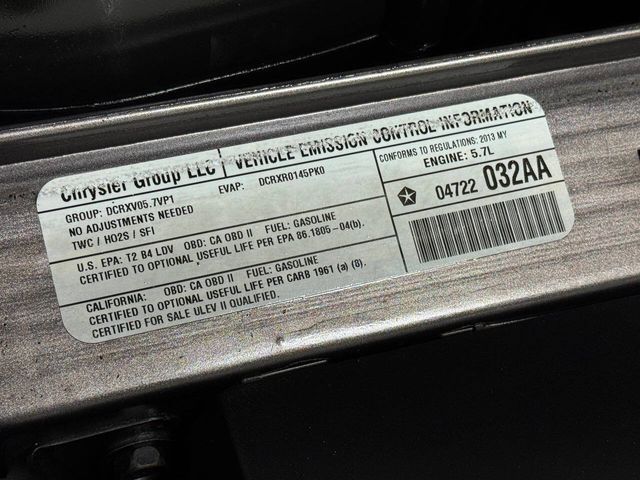 Chrysler Group LLC
VEHICLE EMISSION CONTROL INFORMATION
GROUP: DCRXV05.7VP1
EVAP: DCRXR0145PK0
NO ADJUSTMENTS NEEDED
TWC / HO2S / SFI
CONFORMS TO REGULATIONS: 2013 MY
ENGINE: 5.7L
04722 032AA
U.S. EPA: T2 B4 LDV OBD: CA OBD II FUEL: GASOLINE
CERTIFIED TO OPTIONAL USEFUL LIFE PER EPA 86.1805-04(b).
CALIFORNIA: OBD: CA OBD II FUEL: GASOLINE
CERTIFIED TO OPTIONAL USEFUL LIFE PER CARB 1961 (a) (8).
CERTIFIED FOR SALE ULEV II QUALIFIED.